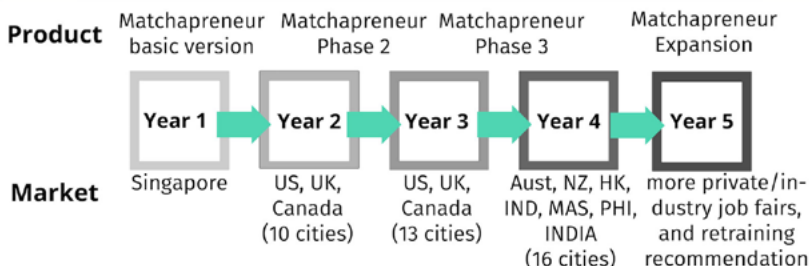 Product
Matchapreneur
basic version
Matchapreneur
Phase 2
Matchapreneur
Phase 3
Matchapreneur
Expansion
Year 1
Year 2
Year 3
Year 4
Year 5
Market
Singapore
US, UK,
Canada
(10 cities)
US, UK,
Canada
(13 cities)
Aust, NZ, HK,
IND, MAS, PHI,
INDIA
(16 cities)
more private/in-
dustry job fairs,
and retraining
recommendation